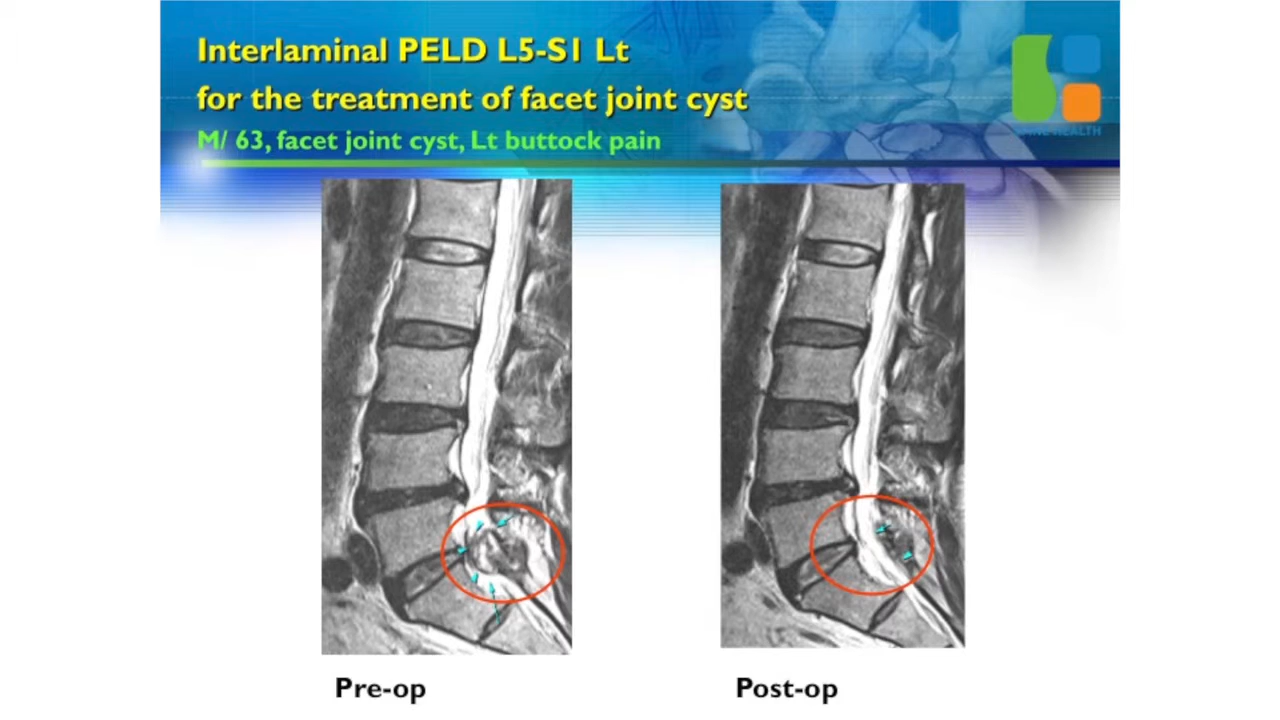 Interlaminal PELD L5-S1 Lt
for the treatment of facet joint cyst
M/ 63, facet joint cyst, Lt buttock pain
HEALTH
Pre-op
Post-op